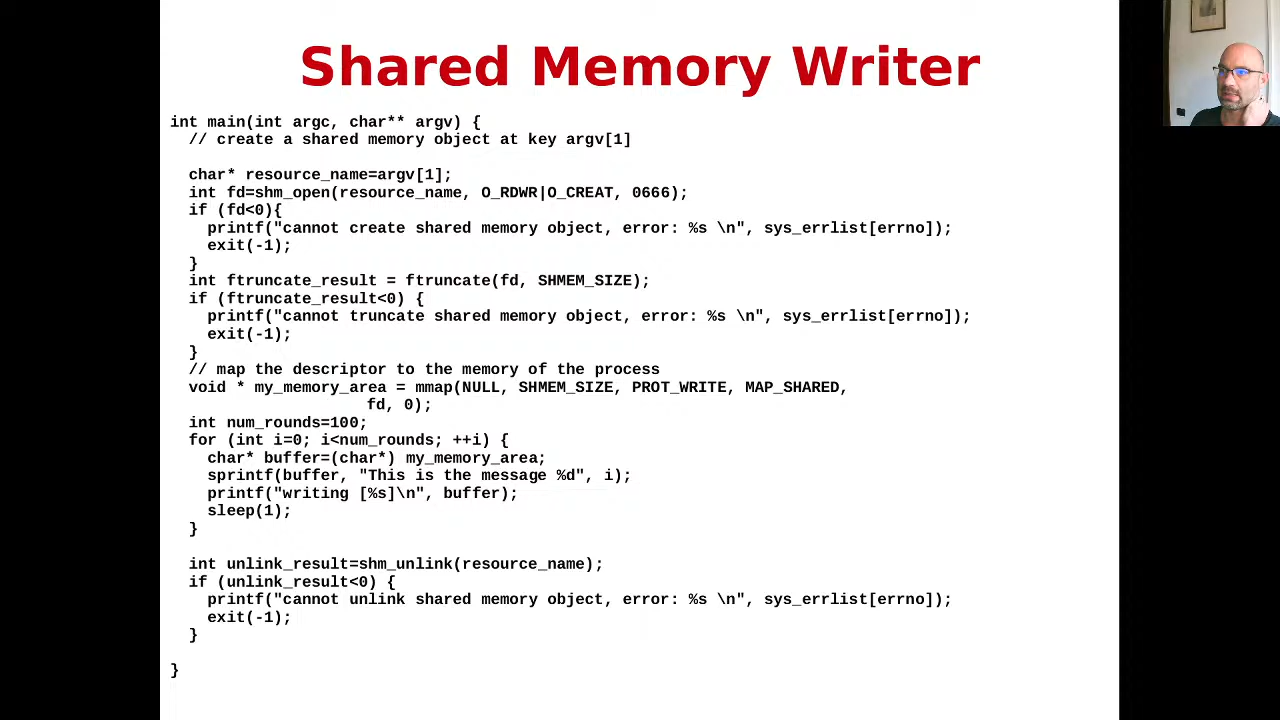 Shared Memory Writer
int main(int argc, char** argv) {
// create a shared memory object at key argv[1]
char* resource_name=argv[1];
int fd=shm_open(resource_name, O_RDWR|O_CREAT, 0666);
if (fd<0){
printf("cannot create shared memory object, error: %s \n", sys_errlist[errno]);
exit(-1);
}
int ftruncate_result = ftruncate(fd, SHMEM_SIZE);
if (ftruncate_result<0) {
printf("cannot truncate shared memory object, error: %s \n", sys_errlist[errno]);
exit(-1);
}
// map the descriptor to the memory of the process
void * my_memory_area = mmap(NULL, SHMEM_SIZE, PROT_WRITE, MAP_SHARED,
fd, 0);
int num_rounds=100;
for (int i=0; i<num_rounds; ++i) {
char* buffer=(char*) my_memory_area;
sprintf(buffer, "This is the message %d", i);
printf("writing [%s]\n", buffer);
sleep(1);
}
int unlink_result=shm_unlink(resource_name);
if (unlink_result<0) {
printf("cannot unlink shared memory object, error: %s \n", sys_errlist[errno]);
exit(-1);
}
}